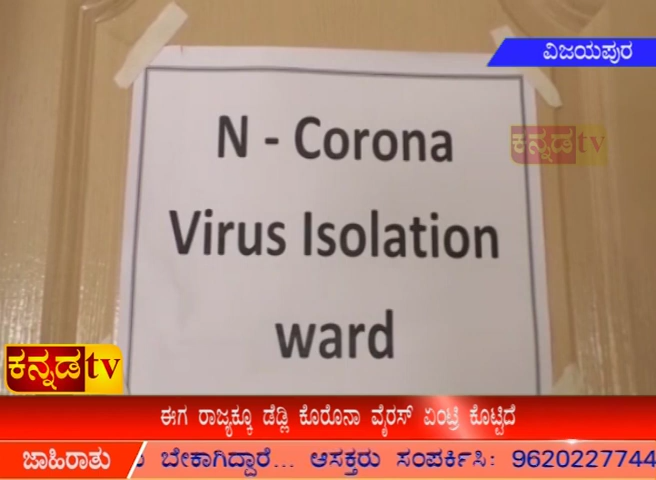 ವಿಜಯಪುರ
ಕನ್ನಡtv
N - Corona
Virus Isolation
ward
ಕನ್ನಡtv
ಈಗ ರಾಜ್ಯಕ್ಕೂ ಡೆಡ್ಲಿ ಕೊರೊನಾ ವೈರಸ್ ಏಂಟ್ರಿ ಕೊಟ್ಟಿದೆ
ಜಾಹಿರಾತು ಬೇಕಾಗಿದ್ದಾರೆ... ಆಸಕ್ತರು ಸಂಪರ್ಕಿಸಿ: 9620227744